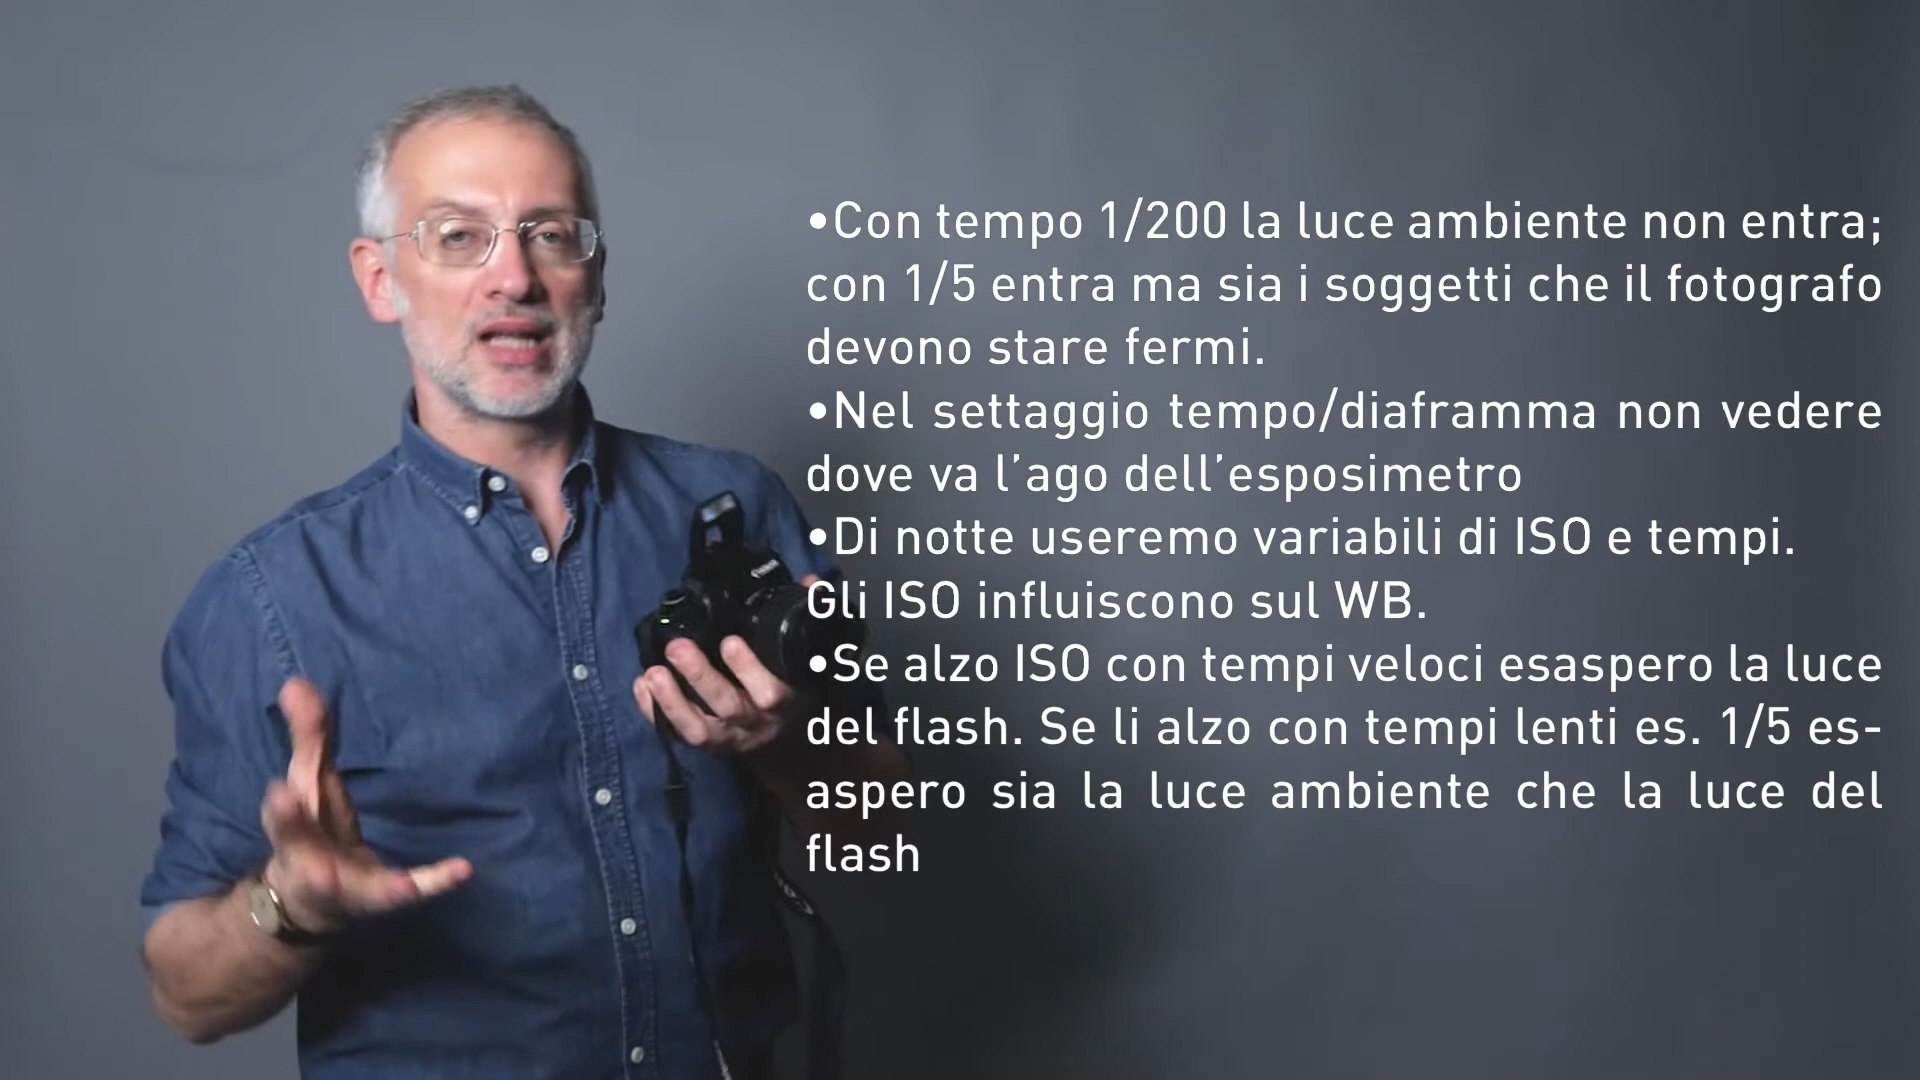 •Con tempo 1/200 la luce ambiente non entra;
con 1/5 entra ma sia i soggetti che il fotografo
devono stare fermi.
•Nel settaggio tempo/diaframma non vedere
dove va l’ago dell’esposimetro
•Di notte useremo variabili di ISO e tempi.
Gli ISO influiscono sul WB.
•Se alzo ISO con tempi veloci esaspero la luce
del flash. Se li alzo con tempi lenti es. 1/5 es-
aspero sia la luce ambiente che la luce del
flash